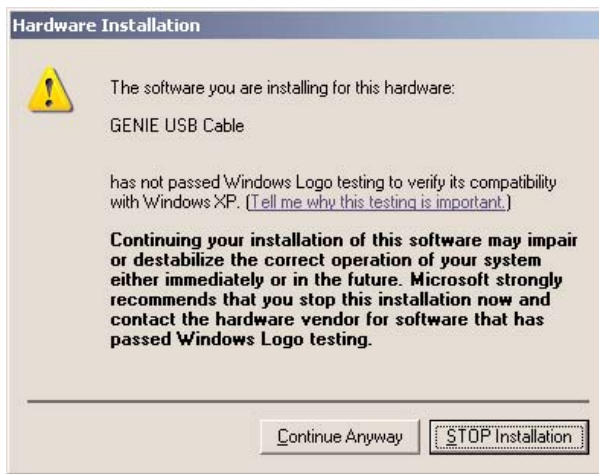 Hardware Installation
The software you are installing for this hardware:
GENIE USB Cable
has not passed Windows Logo testing to verify its compatibility
with Windows XP. (Tell me why this testing is important.)
Continuing your installation of this software may impair
or destabilize the correct operation of your system
either immediately or in the future. Microsoft strongly
recommends that you stop this installation now and
contact the hardware vendor for software that has
passed Windows Logo testing.
Continue Anyway
STOP Installation